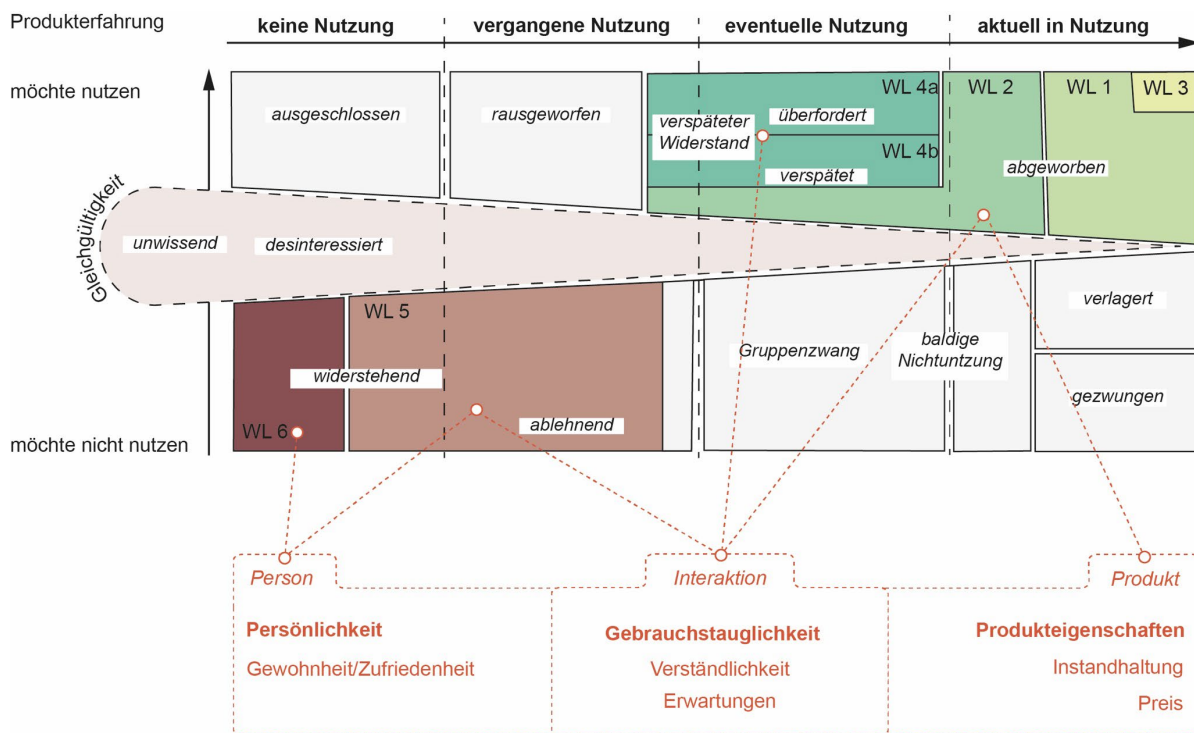 Produkterfahrung
keine Nutzung
vergangene Nutzung
eventuelle Nutzung
aktuell in Nutzung
möchte nutzen
ausgeschlossen
rausgeworfen
verspäteter
Widerstand
WL 4a
überfordert
WL 4b
verspätet
WL 2
WL 1
WL 3
abgeworben
Gleichgültigkeit
unwissend
desinteressiert
WL 5
widerstehend
WL 6
ablehnend
Gruppenzwang
baldige
Nichtuntzung
verlagert
gezwungen
möchte nicht nutzen
Person
Interaktion
Produkt
Persönlichkeit
Gewohnheit/Zufriedenheit
Gebrauchstauglichkeit
Verständlichkeit
Erwartungen
Produkteigenschaften
Instandhaltung
Preis